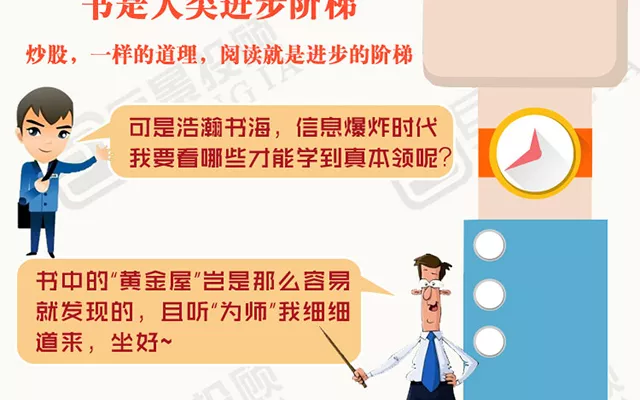 书是人类进步阶梯
炒股，一样的道理，阅读就是进步的阶梯
可是浩瀚书海，信息爆炸时代
我要看哪些才能学到真本领呢？
书中的“黄金屋”岂是那么容易
就发现的，且听“为师”我细细
道来，坐好~